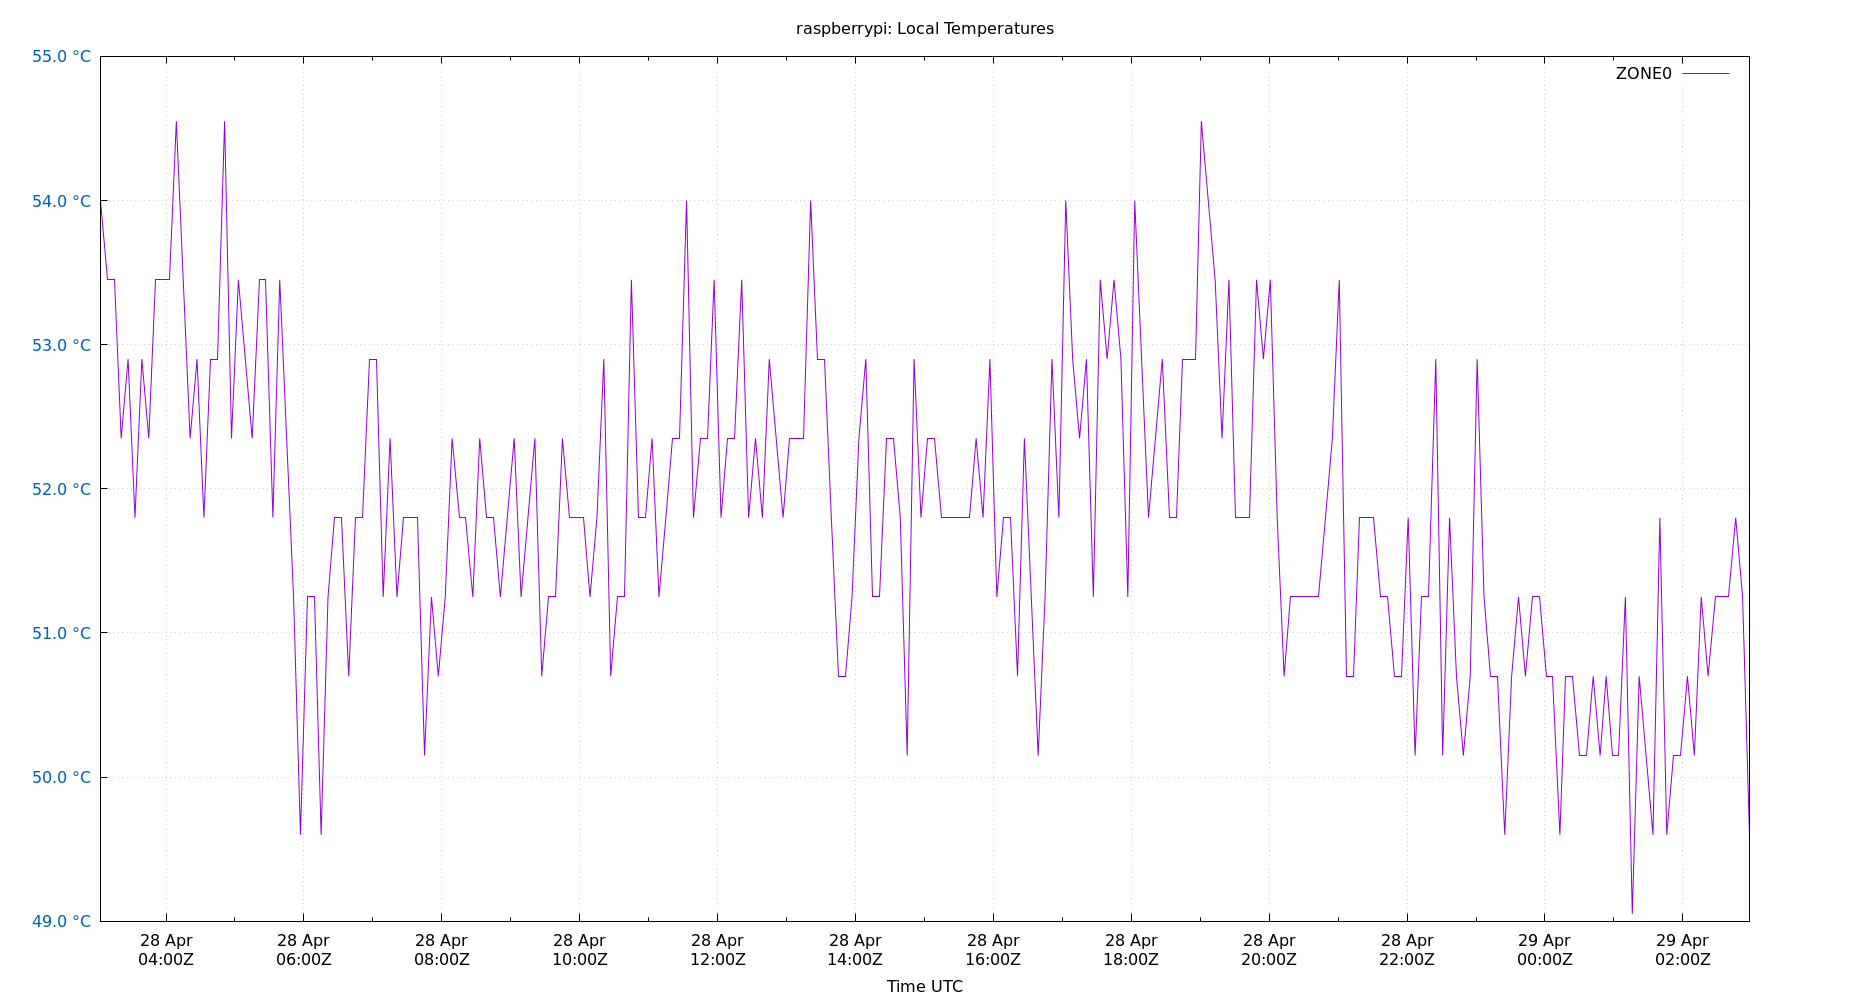 raspberrypi: Local Temperatures
55.0 °C
ZONE0
54.0 °C
53.0 °C
52.0 °C
51.0 °C
50.0 °C
49.0 °C
28 Apr 28 Apr 28 Apr 28 Apr 28 Apr 28 Apr 28 Apr 28 Apr 28 Apr 28 Apr 29 Apr 29 Apr
04:00Z 06:00Z 08:00Z 10:00Z 12:00Z 14:00Z 16:00Z 18:00Z 20:00Z 22:00Z 00:00Z 02:00Z
Time UTC